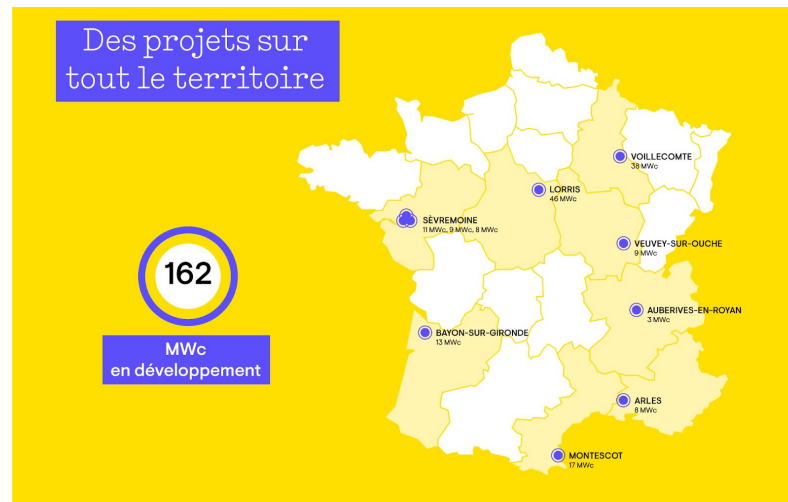 Des projets sur
tout le territoire
162
MWc
en développement
VOILLECOMTE
38 MWc
LORRIS
46 MWc
SÈVREMOINE
11 MWc, 9 MWc, 8 MWc
VEUVEY-SUR-OUCHE
9 MWc
AUBERIVES-EN-ROYAN
3 MWc
BAYON-SUR-GIRONDE
13 MWc
ARLES
8 MWc
MONTESCOT
17 MWc